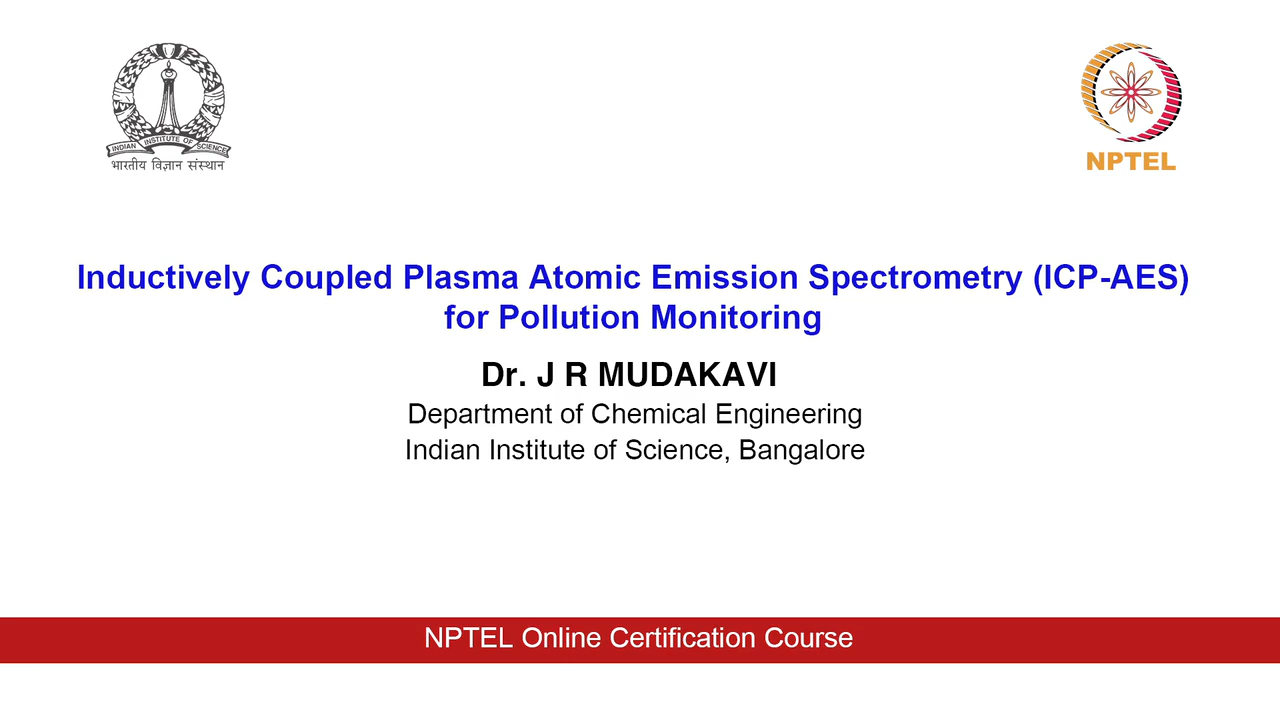 INDIAN INSTITUTE OF SCIENCE
भारतीय विज्ञान संस्थान
NPTEL
Inductively Coupled Plasma Atomic Emission Spectrometry (ICP-AES)
for Pollution Monitoring
Dr. J R MUDAKAVI
Department of Chemical Engineering
Indian Institute of Science, Bangalore
NPTEL Online Certification Course